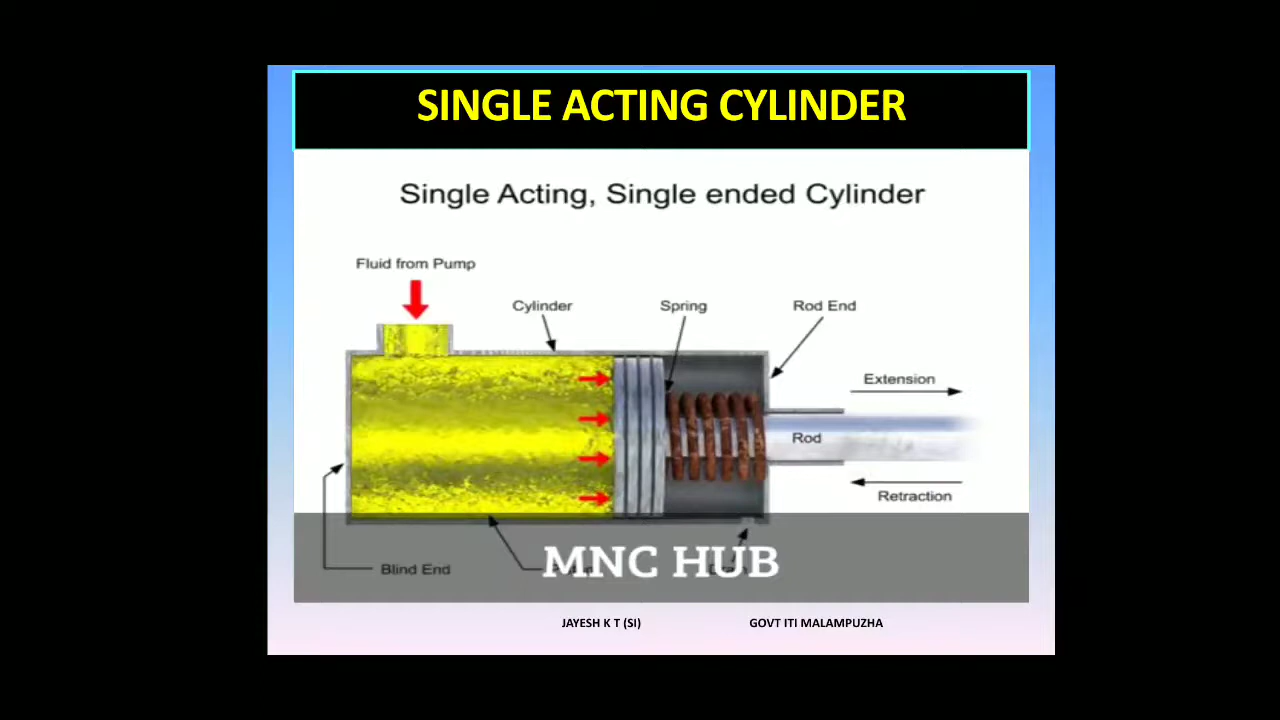 SINGLE ACTING CYLINDER
Single Acting, Single ended Cylinder
Fluid from Pump
Cylinder
Spring
Rod End
Extension
Rod
Retraction
Blind End
MNC HUB
JAYESH K T (SI)
GOVT ITI MALAMPUZHA